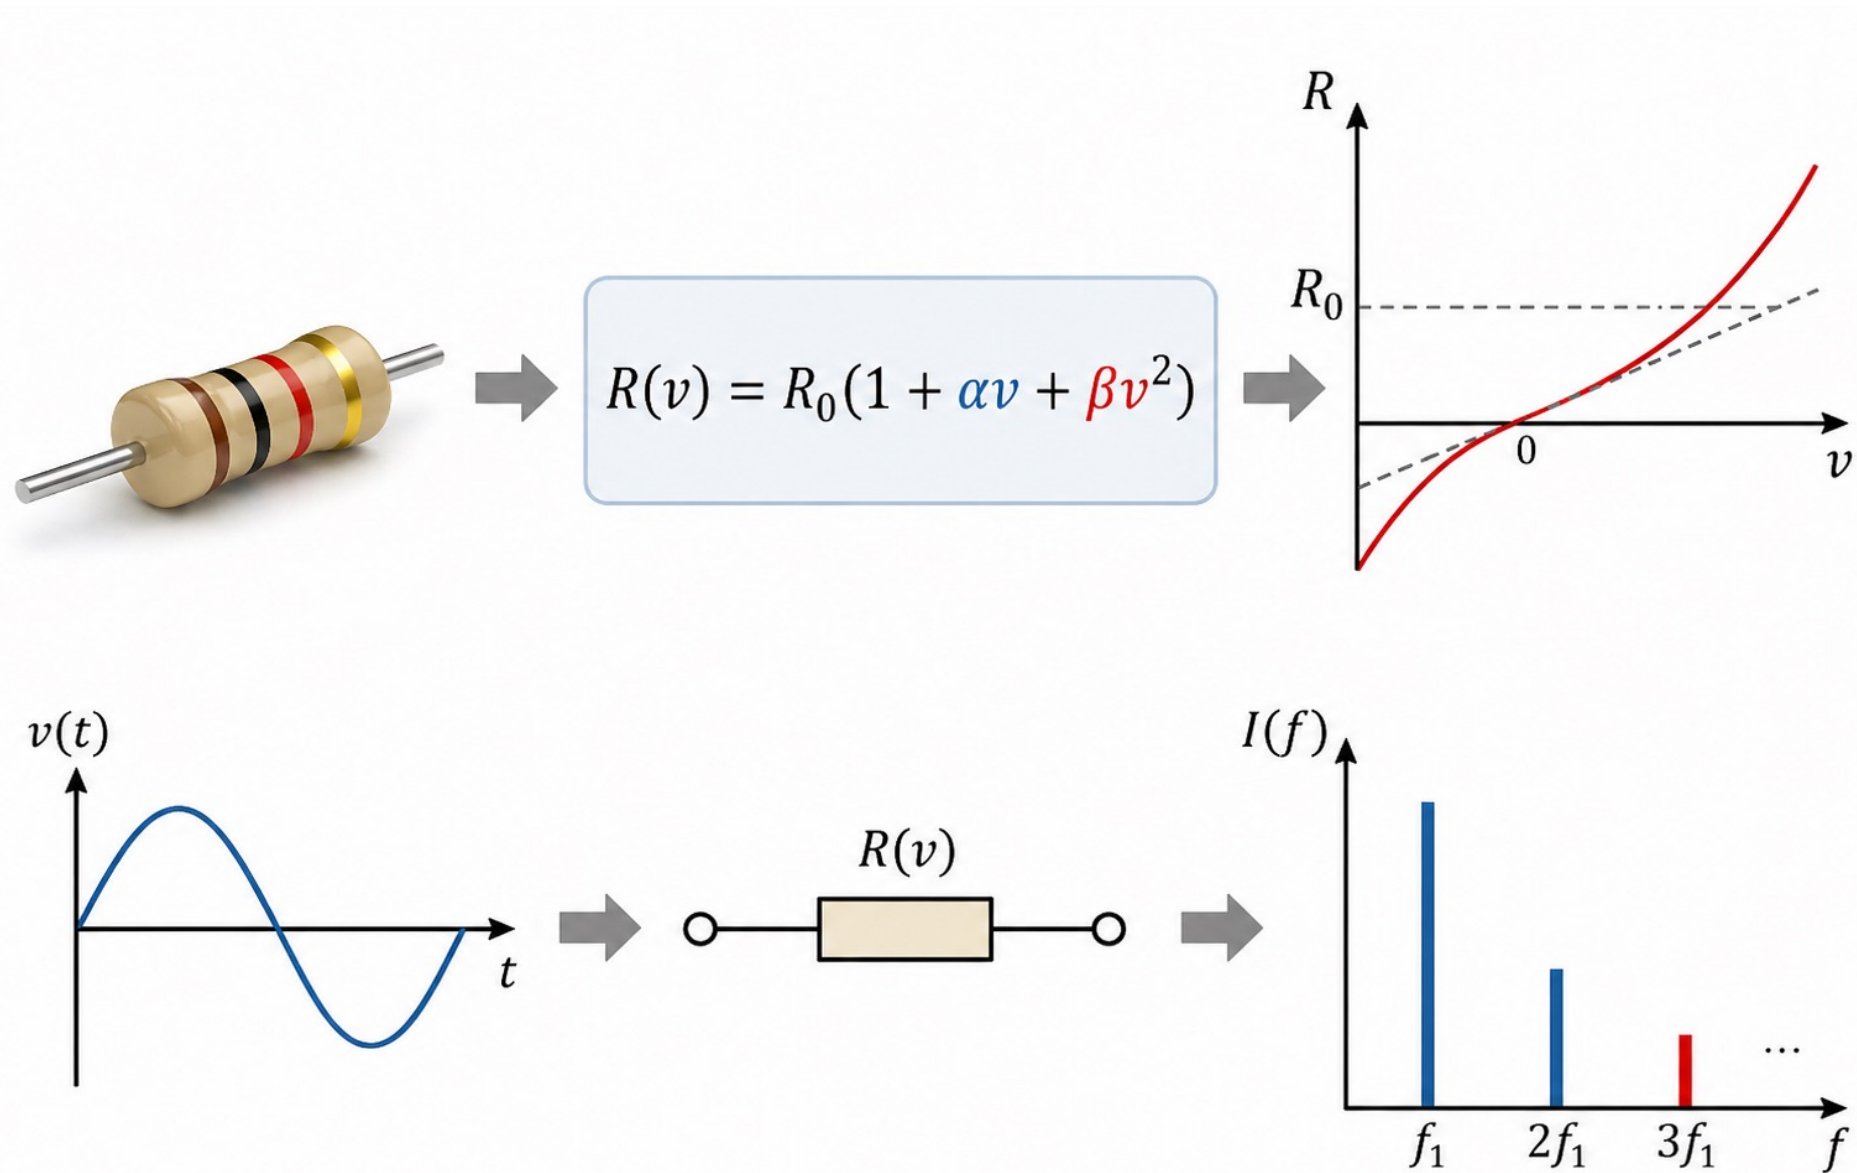 R(v) = R₀(1 + αv + βv²)
R
R₀
0
v
v(t)
t
R(v)
I(f)
...
f₁
2f₁
3f₁
f